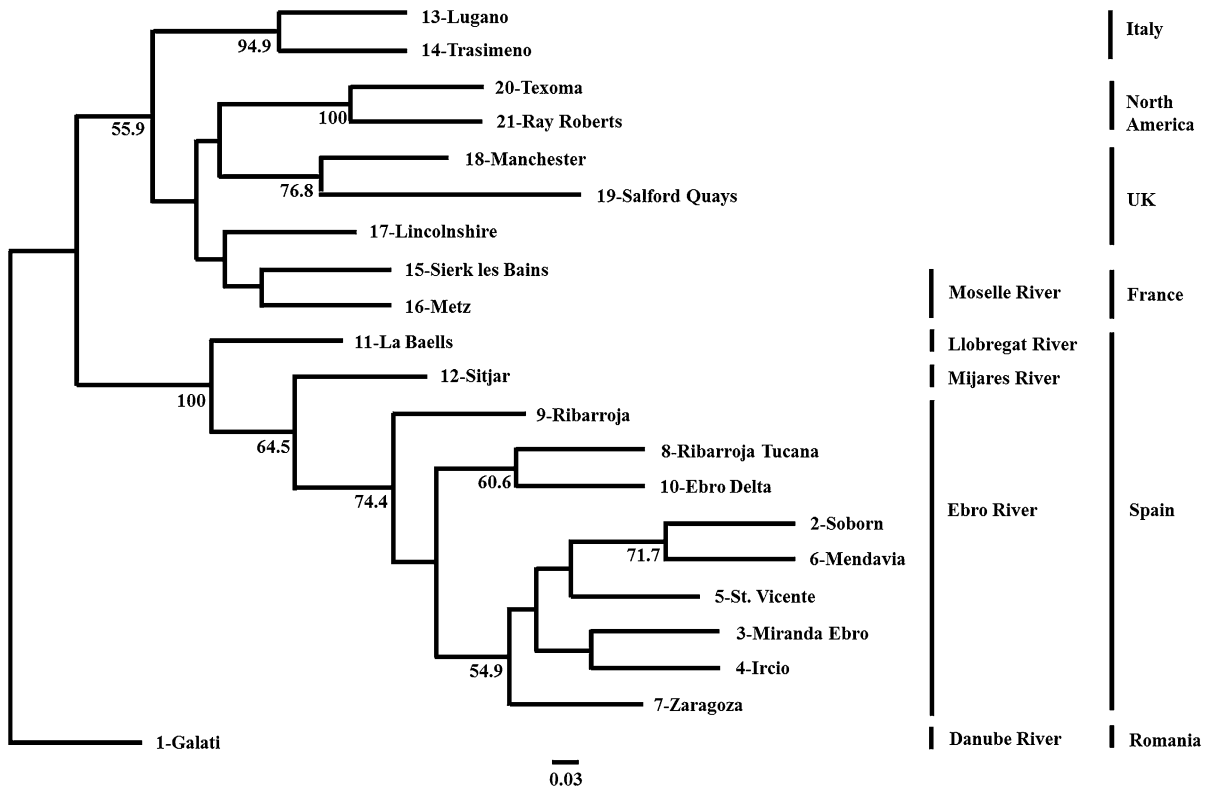 13-Lugano
94.9
14-Trasimeno
Italy
20-Texoma
100
21-Ray Roberts
North
America
55.9
18-Manchester
76.8
19-Salford Quays
UK
17-Lincolnshire
15-Sierk les Bains
16-Metz
Moselle River
France
11-La Baells
Llobregat River
100
12-Sitjar
Mijares River
64.5
9-Ribarroja
74.4
8-Ribarroja Tucana
60.6
10-Ebro Delta
2-Soborn
71.7
6-Mendavia
Ebro River
Spain
5-St. Vicente
3-Miranda Ebro
4-Ircio
54.9
7-Zaragoza
1-Galati
Danube River
Romania
0.03